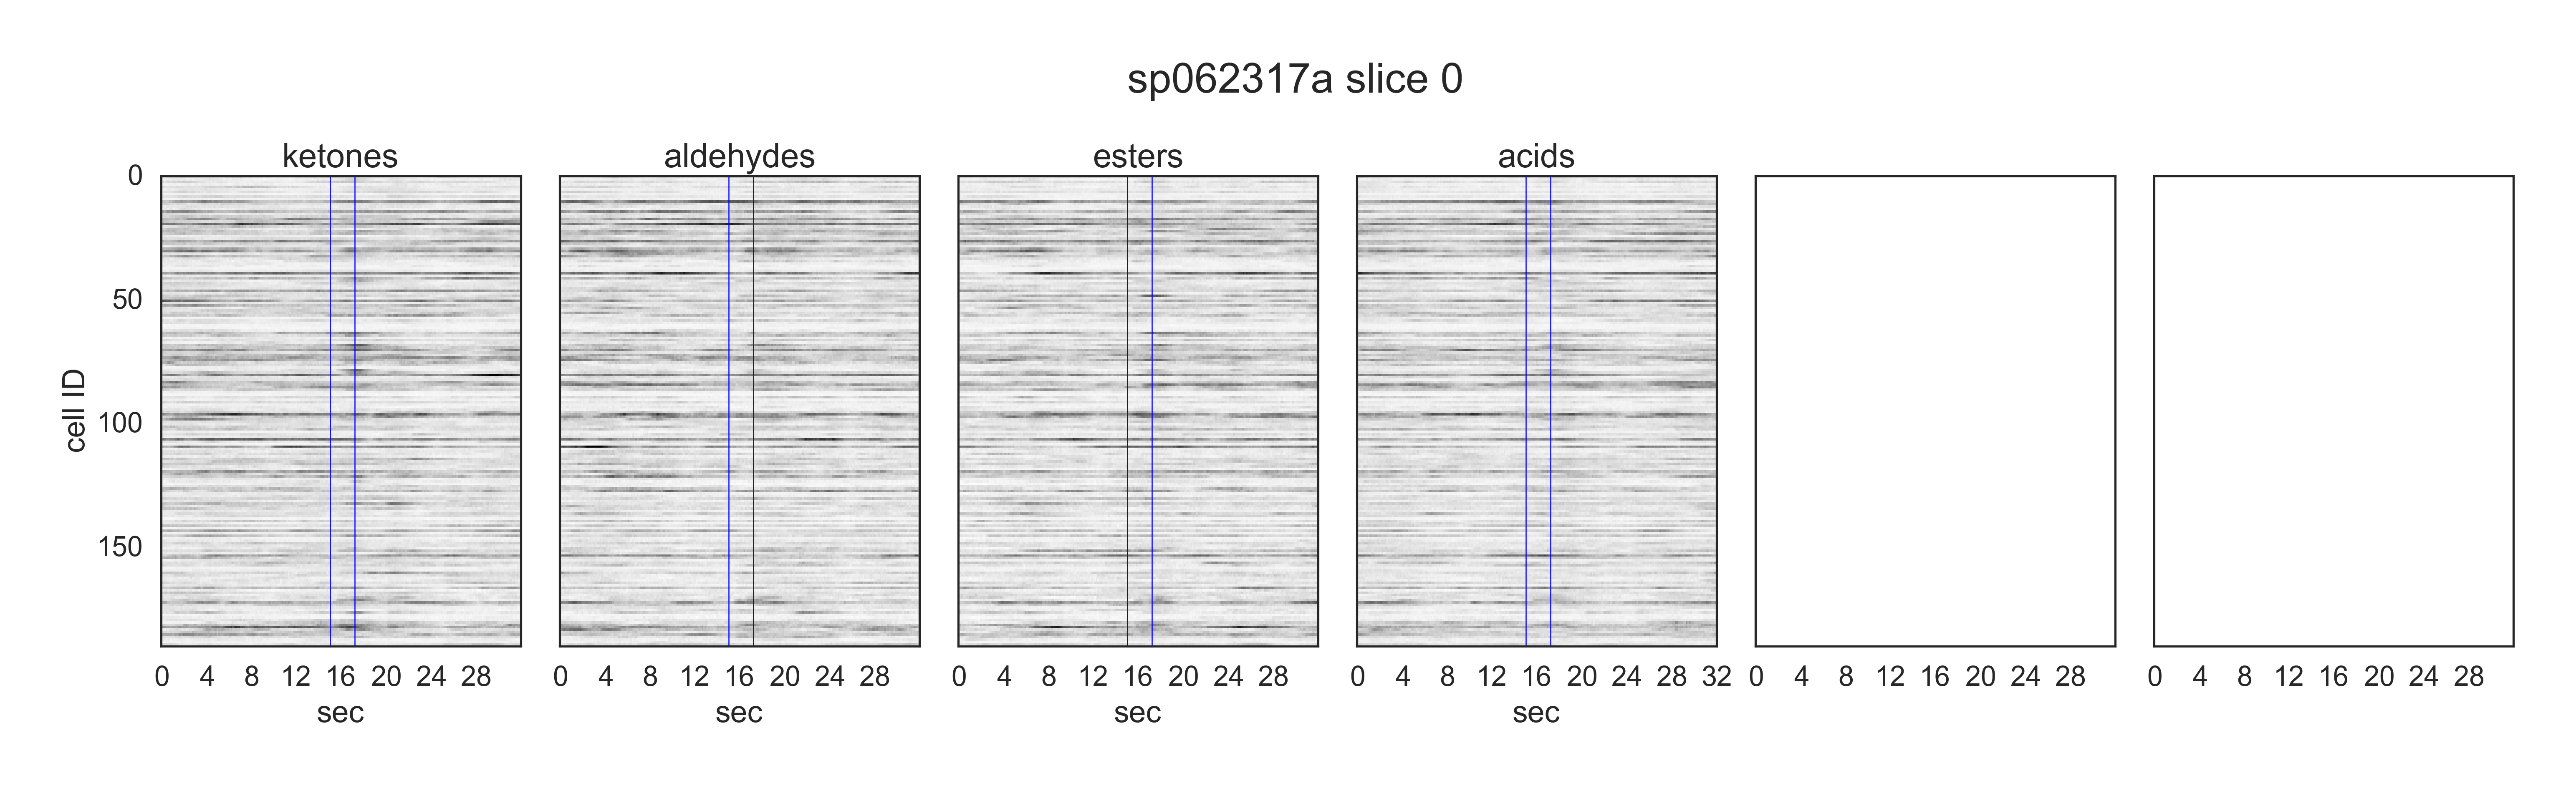 sp062317a slice 0
ketones aldehydes esters acids
0
50
100
150
cell ID
0 4 8 12 16 20 24 28 0 4 8 12 16 20 24 28 0 4 8 12 16 20 24 28 0 4 8 12 16 20 24 28 32 0 4 8 12 16 20 24 28 0 4 8 12 16 20 24 28
sec sec sec sec